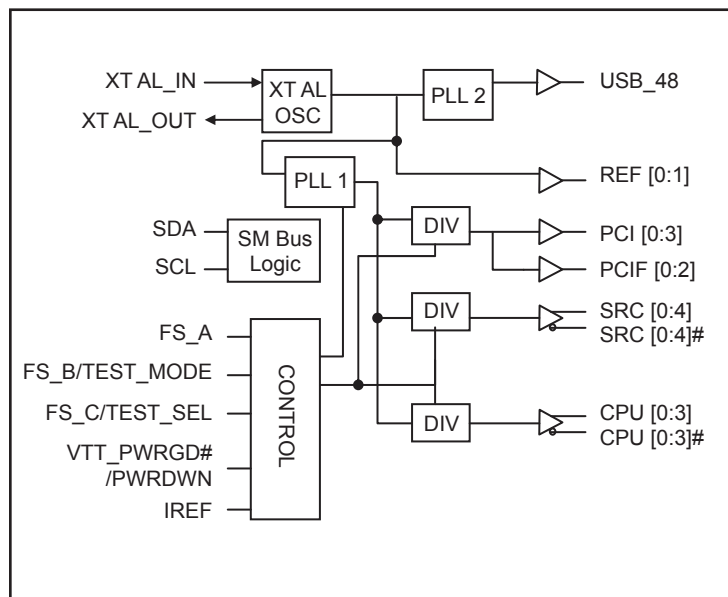 XT AL_IN
XT AL_OUT
XT AL
OSC
PLL 2
USB_48
REF [0:1]
PLL 1
SDA
SCL
SM Bus
Logic
DIV
PCI [0:3]
PCIF [0:2]
DIV
SRC [0:4]
SRC [0:4]#
FS_A
FS_B/TEST_MODE
FS_C/TEST_SEL
VTT_PWRGD#
/PWRDWN
IREF
CONTROL
DIV
CPU [0:3]
CPU [0:3]#